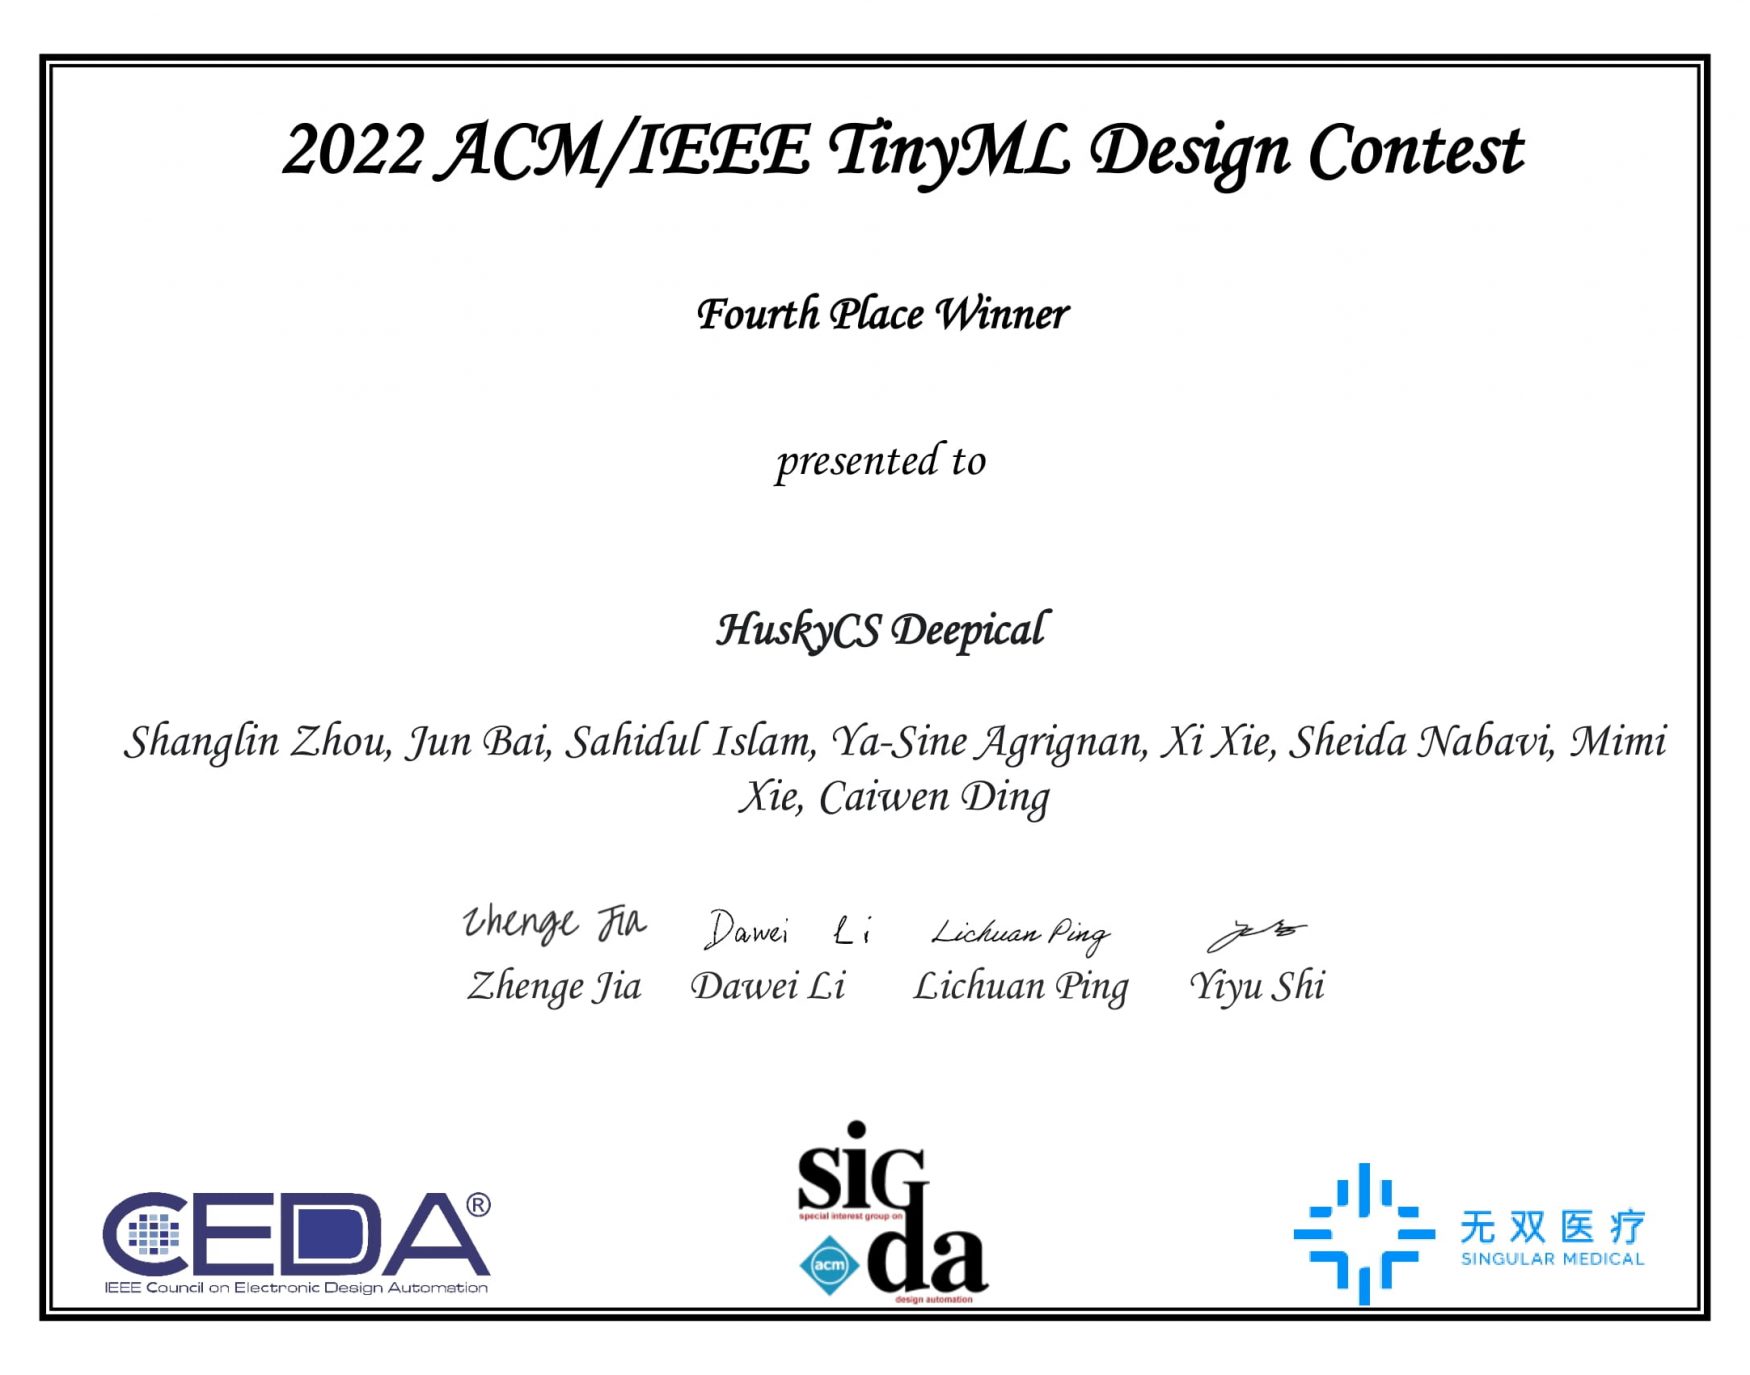 2022 ACM/IEEE TinyML Design Contest
Fourth Place Winner
presented to
HuskyCS Deepical
Shanglin Zhou, Jun Bai, Sahidul Islam, Ya-Sine Agrignan, Xi Xie, Sheida Nabavi, Mimi
Xie, Caiwen Ding
Zhenge Jia Dawei Li Lichuan Ping
Zhenge Jia Dawei Li Lichuan Ping Yiyu Shi
CEDA®
IEEE Council on Electronic Design Automation
sigda
special interest group on
acm
design automation
无双医疗
SINGULAR MEDICAL